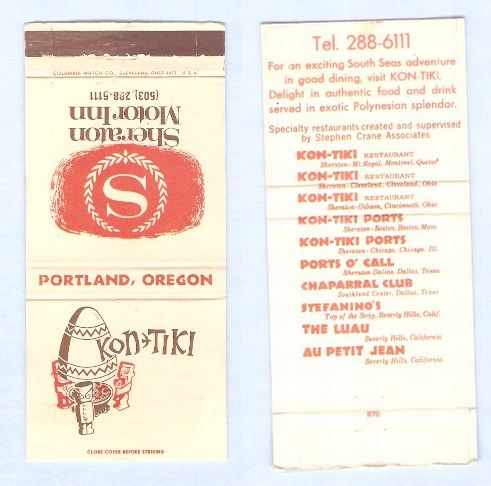 COLUMBIA MATCH CO., CLEVELAND, OHIO 44121 U.S.A.
(503) 288-6111
Sheraton
Motor Inn
S
PORTLAND, OREGON
KON-TIKI
CLOSE COVER BEFORE STRIKING
Tel. 288-6111
For an exciting South Seas adventure
in good dining, visit KON-TIKI.
Delight in authentic food and drink
served in exotic Polynesian splendor.
Specialty restaurants created and supervised
by Stephen Crane Associates
KON-TIKI RESTAURANT
Sheraton-Mt. Royal, Montreal, Quebec
KON-TIKI RESTAURANT
Sheraton-Cleveland, Cleveland, Ohio
KON-TIKI RESTAURANT
Sheraton-Gibson, Cincinnati, Ohio
KON-TIKI PORTS
Sheraton-Boston, Boston, Mass.
KON-TIKI PORTS
Sheraton-Chicago, Chicago, Ill.
PORTS O' CALL
Sheraton Dallas, Dallas, Texas
CHAPARRAL CLUB
Southland Center, Dallas, Texas
STEFANINO'S
Top of the Strip, Beverly Hills, Calif.
THE LUAU
Beverly Hills, California
AU PETIT JEAN
Beverly Hills, California
B70